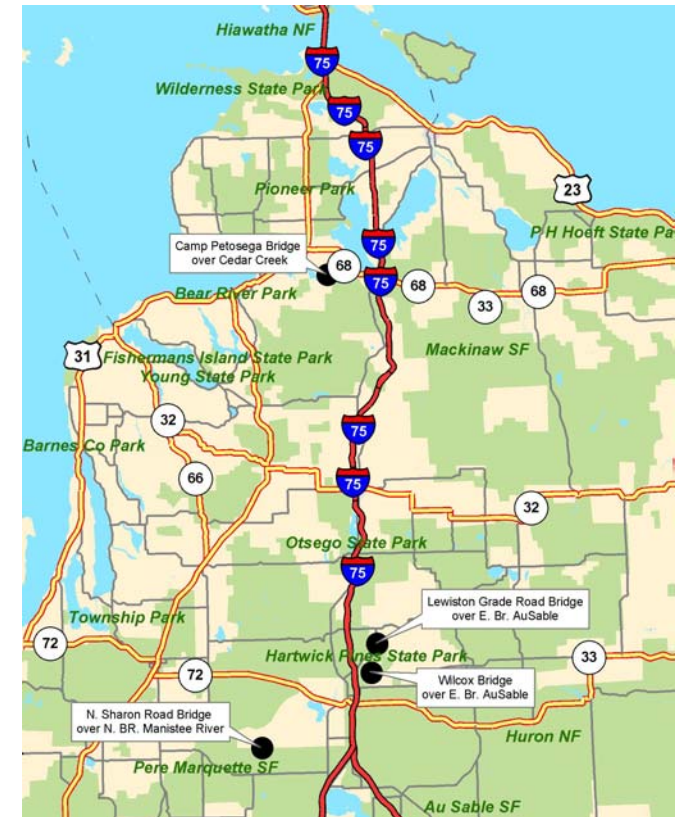 Hiawatha NF
75
Wilderness State Park
75
75
Pioneer Park
23
P H Hoeft State Pa
Camp Petosega Bridge
over Cedar Creek
75
68
75
68
33
68
Bear River Park
31
Fishermans Island State Park
Young State Park
Mackinaw SF
32
75
Barnes Co Park
66
75
32
Otsego State Park
75
Lewiston Grade Road Bridge
over E. Br. AuSable
Township Park
72
Hartwick Pines State Park
33
72
Wilcox Bridge
over E. Br. AuSable
N. Sharon Road Bridge
over N. BR. Manistee River
Huron NF
Pere Marquette SF
Au Sable SF